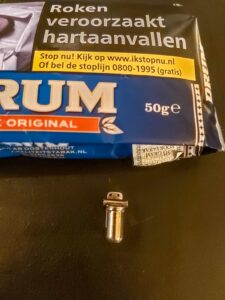 Roken
veroorzaakt
hartaanvallen
Stop nu! Kijk op www.ikstopnu.nl
of bel de stoplijn 0800-1995 (gratis)
RUM
50g℮
ORIGINAL